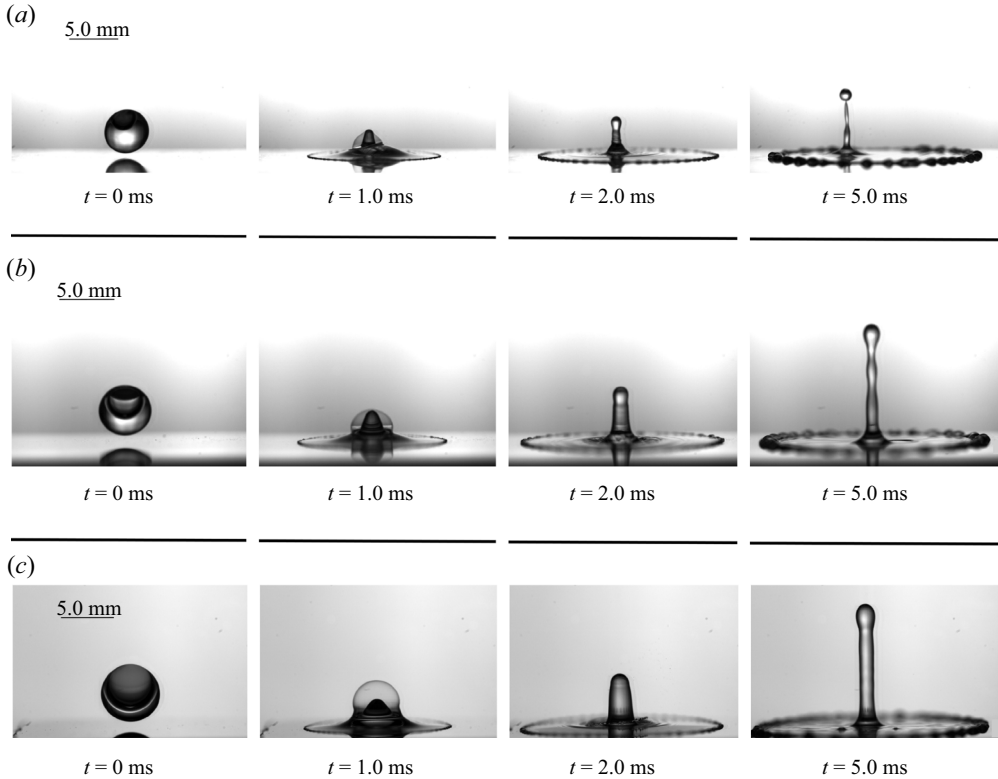 (a)
5.0 mm
t = 0 ms
t = 1.0 ms
t = 2.0 ms
t = 5.0 ms
(b)
5.0 mm
t = 0 ms
t = 1.0 ms
t = 2.0 ms
t = 5.0 ms
(c)
5.0 mm
t = 0 ms
t = 1.0 ms
t = 2.0 ms
t = 5.0 ms